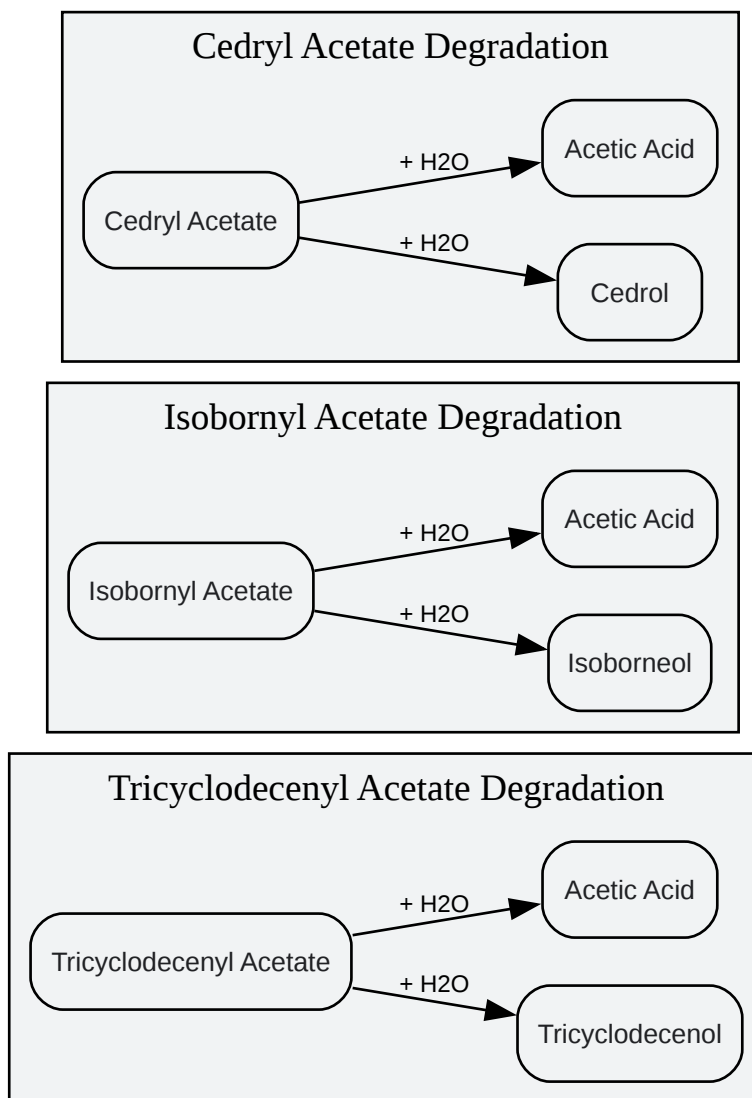 Cedryl Acetate Degradation
+ H2O
Acetic Acid
Cedryl Acetate
+ H2O
Cedrol
Isobornyl Acetate Degradation
+ H2O
Acetic Acid
Isobornyl Acetate
+ H2O
Isoborneol
Tricyclodecenyl Acetate Degradation
+ H2O
Acetic Acid
Tricyclodecenyl Acetate
+ H2O
Tricyclodecenol